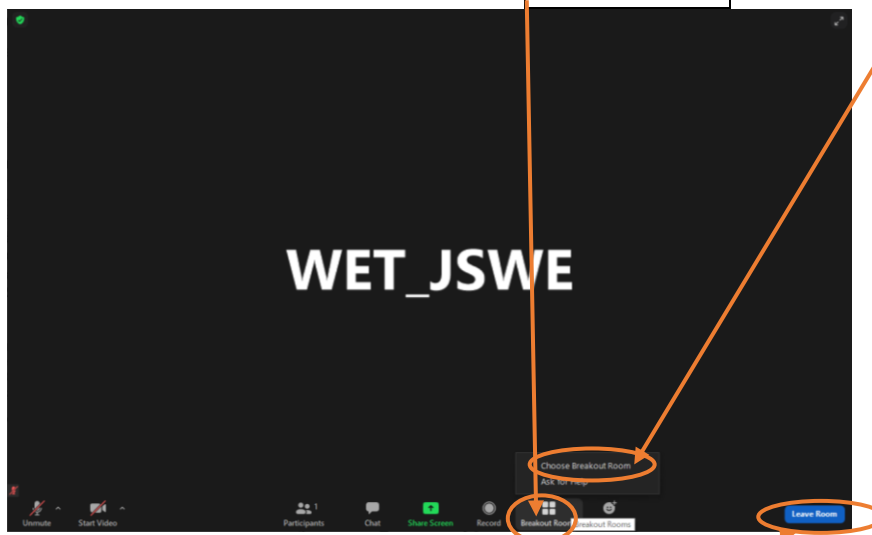 WET_JSWE
Choose Breakout Room
Ask for Help
1
Unmute
Start Video
Participants
Chat
Share Screen
Record
Breakout Room
Breakout Rooms
Leave Room